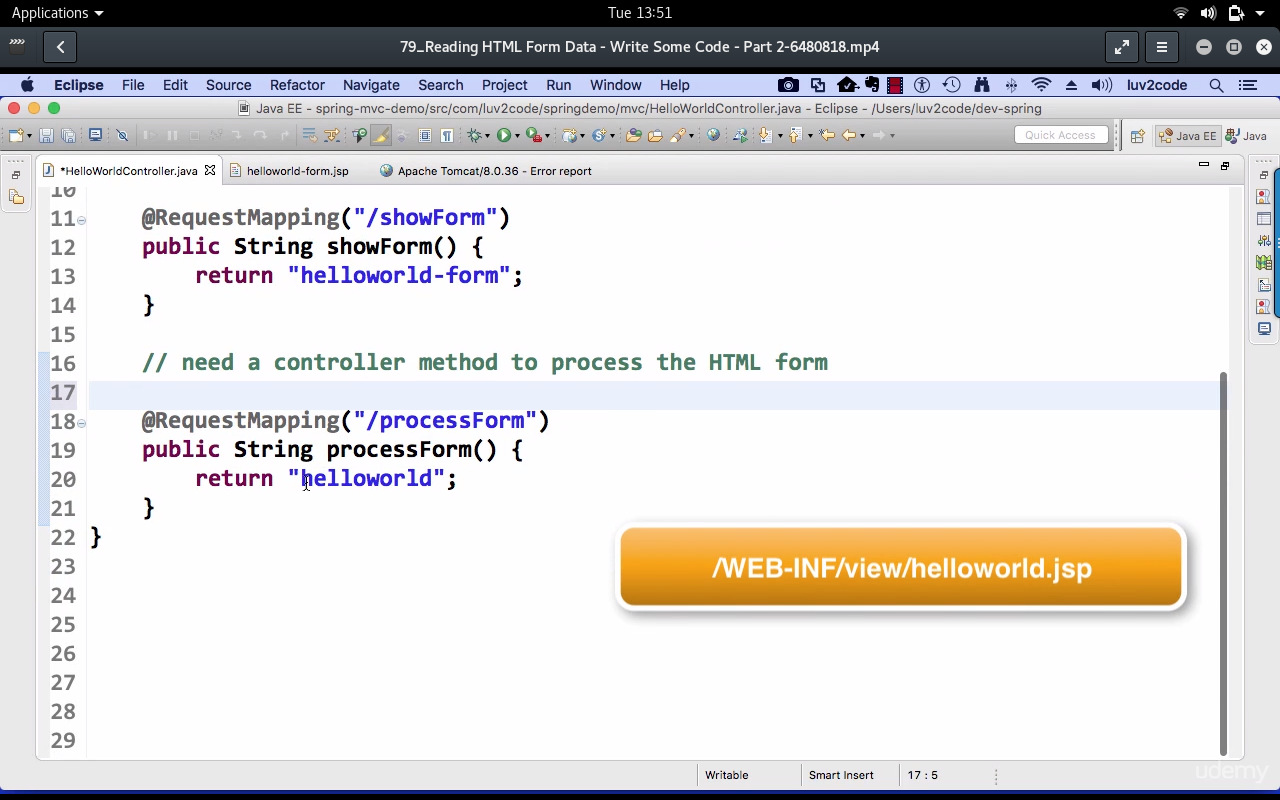 Applications
Tue 13:51
79_Reading HTML Form Data - Write Some Code - Part 2-6480818.mp4
Eclipse File Edit Source Refactor Navigate Search Project Run Window Help luv2code
Java EE - spring-mvc-demo/src/com/luv2code/springdemo/mvc/HelloWorldController.java - Eclipse - /Users/luv2code/dev-spring
Quick Access Java EE Java
*HelloWorldController.java helloworld-form.jsp Apache Tomcat/8.0.36 - Error report
10
11 @RequestMapping("/showForm")
12 public String showForm() {
13 return "helloworld-form";
14 }
15
16 // need a controller method to process the HTML form
17
18 @RequestMapping("/processForm")
19 public String processForm() {
20 return "helloworld";
21 }
22 }
23
/WEB-INF/view/helloworld.jsp
24
25
26
27
28
29
Writable Smart Insert 17 : 5
udemy